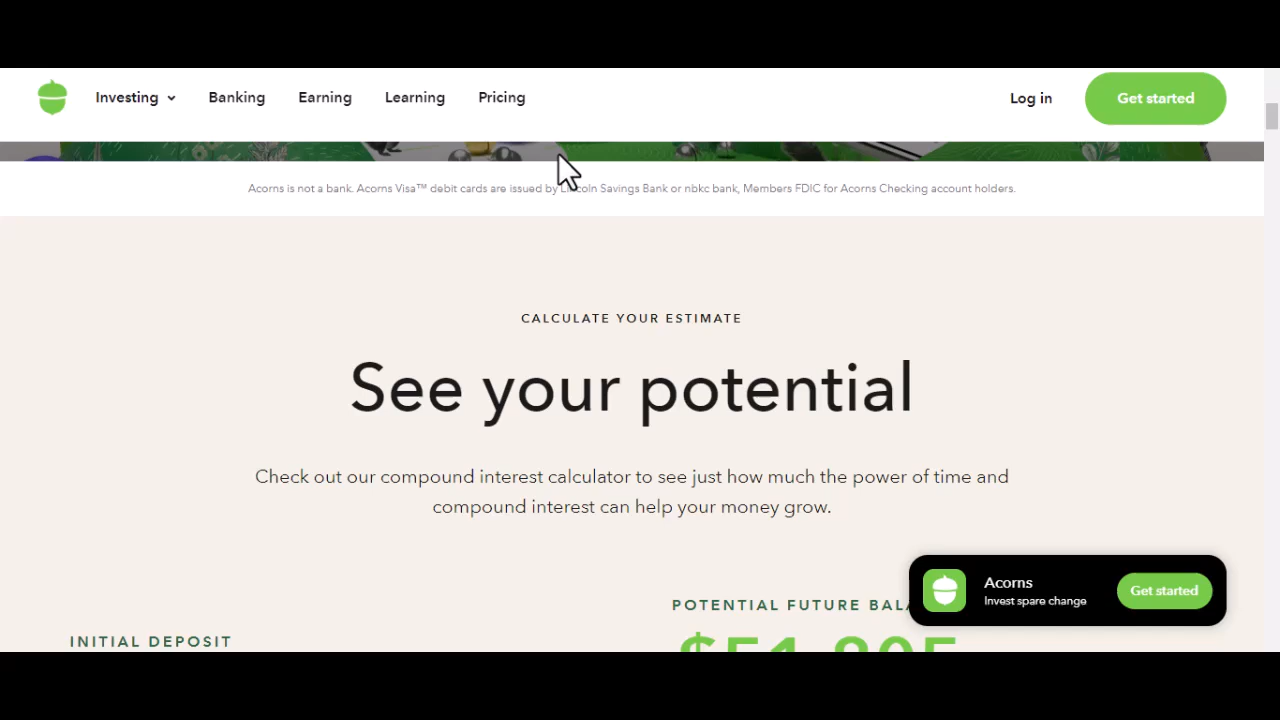 Investing
Banking
Earning
Learning
Pricing
Log in
Get started
Acorns is not a bank. Acorns Visa™ debit cards are issued by Lincoln Savings Bank or nbkc bank, Members FDIC for Acorns Checking account holders.
CALCULATE YOUR ESTIMATE
See your potential
Check out our compound interest calculator to see just how much the power of time and
compound interest can help your money grow.
Acorns
Invest spare change
Get started
POTENTIAL FUTURE
INITIAL DEPOSIT